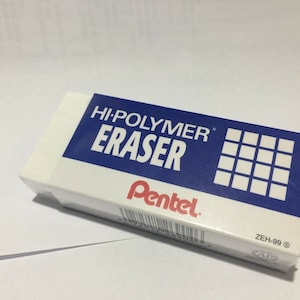 HI-POLYMER®
ERASER
Pentel®
ZEH-99 ®